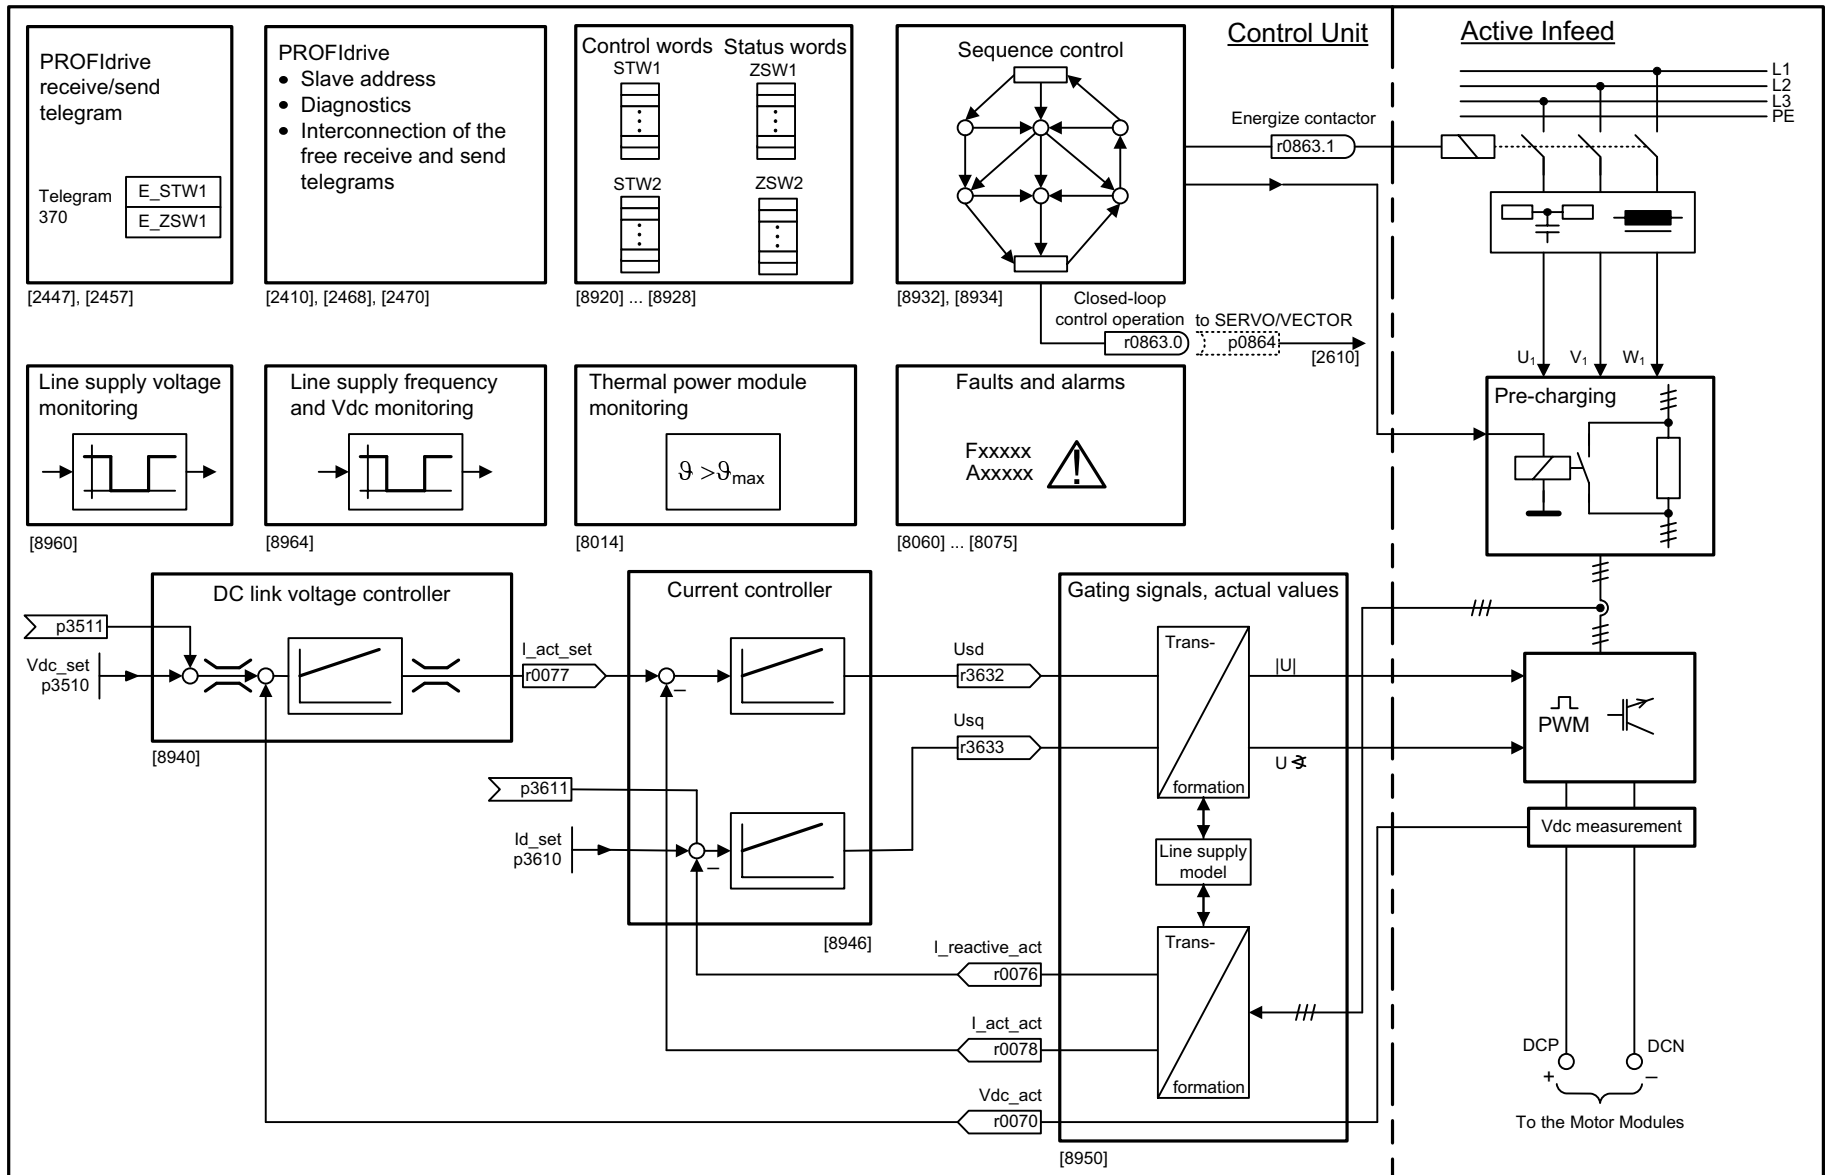 PROFIdrive
receive/send
telegram
Telegram
370
E_STW1
E_ZSW1
[2447], [2457]
PROFIdrive
• Slave address
• Diagnostics
• Interconnection of the
free receive and send
telegrams
[2410], [2468], [2470]
Control words
Status words
STW1
ZSW1
STW2
ZSW2
[8920] ... [8928]
Sequence control
[8932], [8934]
Control Unit
Active Infeed
L1
L2
L3
PE
Energize contactor
r0863.1
Closed-loop
control operation
r0863.0
to SERVO/VECTOR
p0864
[2610]
U1
V1
W1
Pre-charging
Line supply voltage
monitoring
[8960]
Line supply frequency
and Vdc monitoring
[8964]
Thermal power module
monitoring
ϑ >ϑmax
[8014]
Faults and alarms
Fxxxxx
Axxxxx
!
[8060] ... [8075]
DC link voltage controller
p3511
Vdc_set
p3510
[8940]
I_act_set
r0077
Current controller
–
p3611
Id_set
p3610
–
[8946]
Usd
r3632
Usq
r3633
Gating signals, actual values
Trans-
formation
|U|
U ∢
Line supply
model
Trans-
formation
I_reactive_act
r0076
I_act_act
r0078
Vdc_act
r0070
[8950]
PWM
Vdc measurement
DCP
DCN
+
–
To the Motor Modules